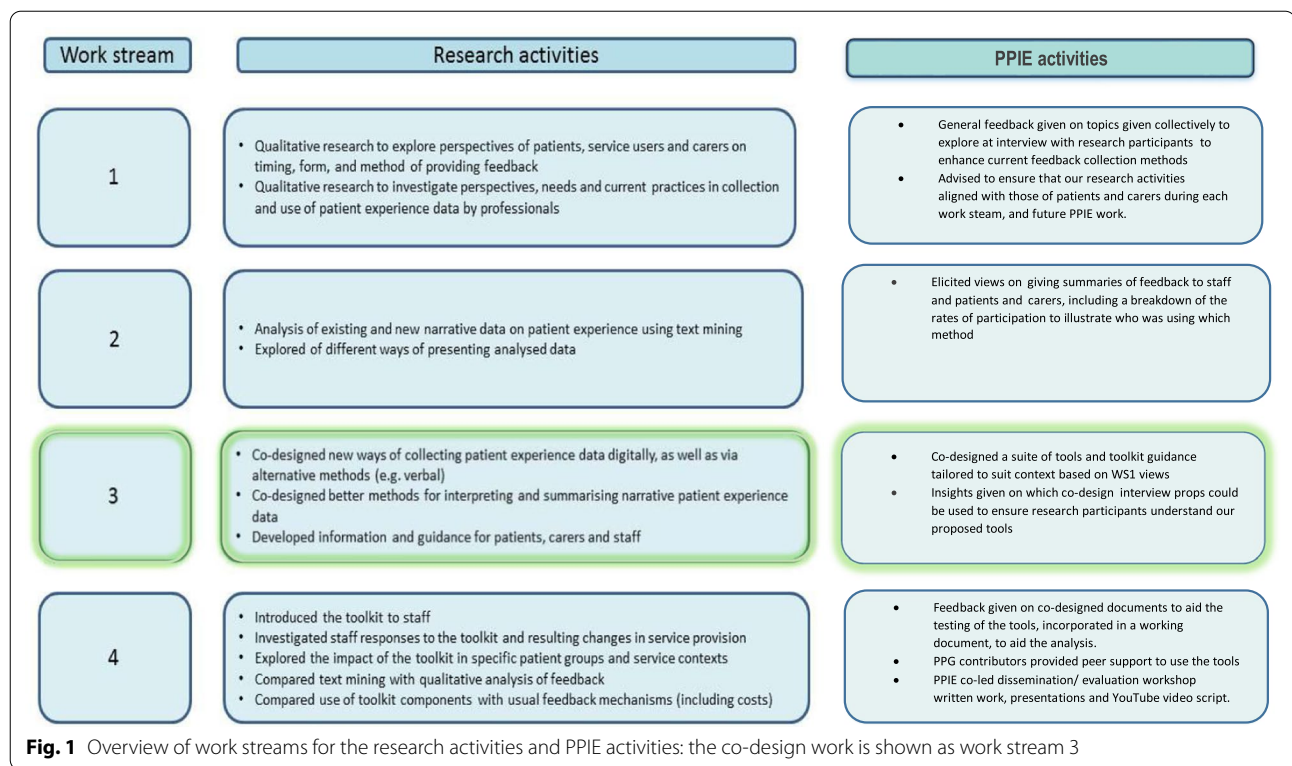 Work stream
Research activities
PPIE activities
1
• Qualitative research to explore perspectives of patients, service users and carers on
timing, form, and method of providing feedback
• Qualitative research to investigate perspectives, needs and current practices in collection
and use of patient experience data by professionals
• General feedback given on topics given collectively to
explore at interview with research participants to
enhance current feedback collection methods
• Advised to ensure that our research activities
aligned with those of patients and carers during each
work steam, and future PPIE work.
2
• Analysis of existing and new narrative data on patient experience using text mining
• Explored of different ways of presenting analysed data
• Elicited views on giving summaries of feedback to staff
and patients and carers, including a breakdown of the
rates of participation to illustrate who was using which
method
3
• Co-designed new ways of collecting patient experience data digitally, as well as via
alternative methods (e.g. verbal)
• Co-designed better methods for interpreting and summarising narrative patient experience
data
• Developed information and guidance for patients, carers and staff
• Co-designed a suite of tools and toolkit guidance
tailored to suit context based on WS1 views
• Insights given on which co-design interview props could
be used to ensure research participants understand our
proposed tools
4
• Introduced the toolkit to staff
• Investigated staff responses to the toolkit and resulting changes in service provision
• Explored the impact of the toolkit in specific patient groups and service contexts
• Compared text mining with qualitative analysis of feedback
• Compared use of toolkit components with usual feedback mechanisms (including costs)
• Feedback given on co-designed documents to aid the
testing of the tools, incorporated in a working
document, to aid the analysis.
• PPG contributors provided peer support to use the tools
• PPIE co-led dissemination/ evaluation workshop
written work, presentations and YouTube video script.
Fig. 1 Overview of work streams for the research activities and PPIE activities: the co-design work is shown as work stream 3